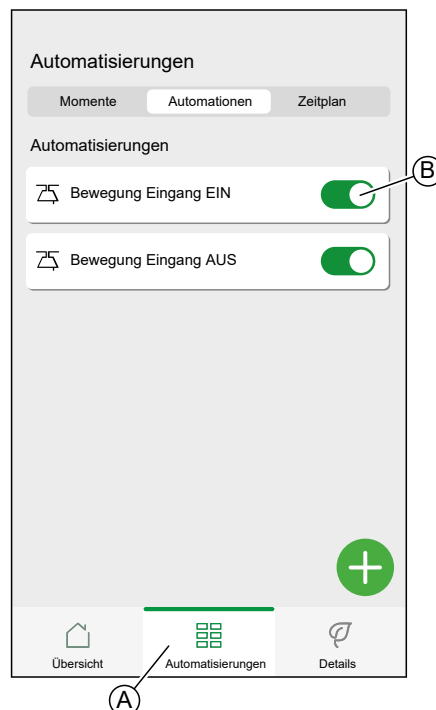 Automatisierungen
Momente Automationen Zeitplan
Automatisierungen
B
Bewegung Eingang EIN
Bewegung Eingang AUS
Übersicht Automatisierungen Details
A